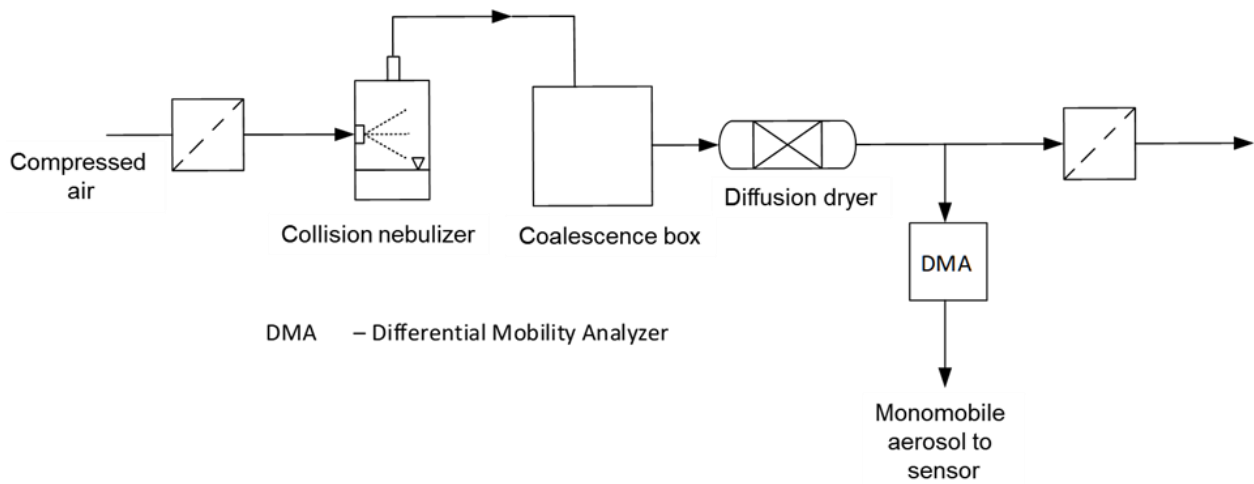 Compressed
air
Collision nebulizer
Coalescence box
Diffusion dryer
DMA
DMA – Differential Mobility Analyzer
Monomobile
aerosol to
sensor